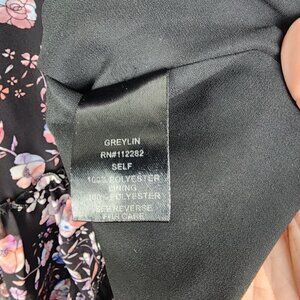 GREYLIN
RN#112282
SELF
100% POLYESTER
LINING
100% POLYESTER
SEE REVERSE
FOR CARE